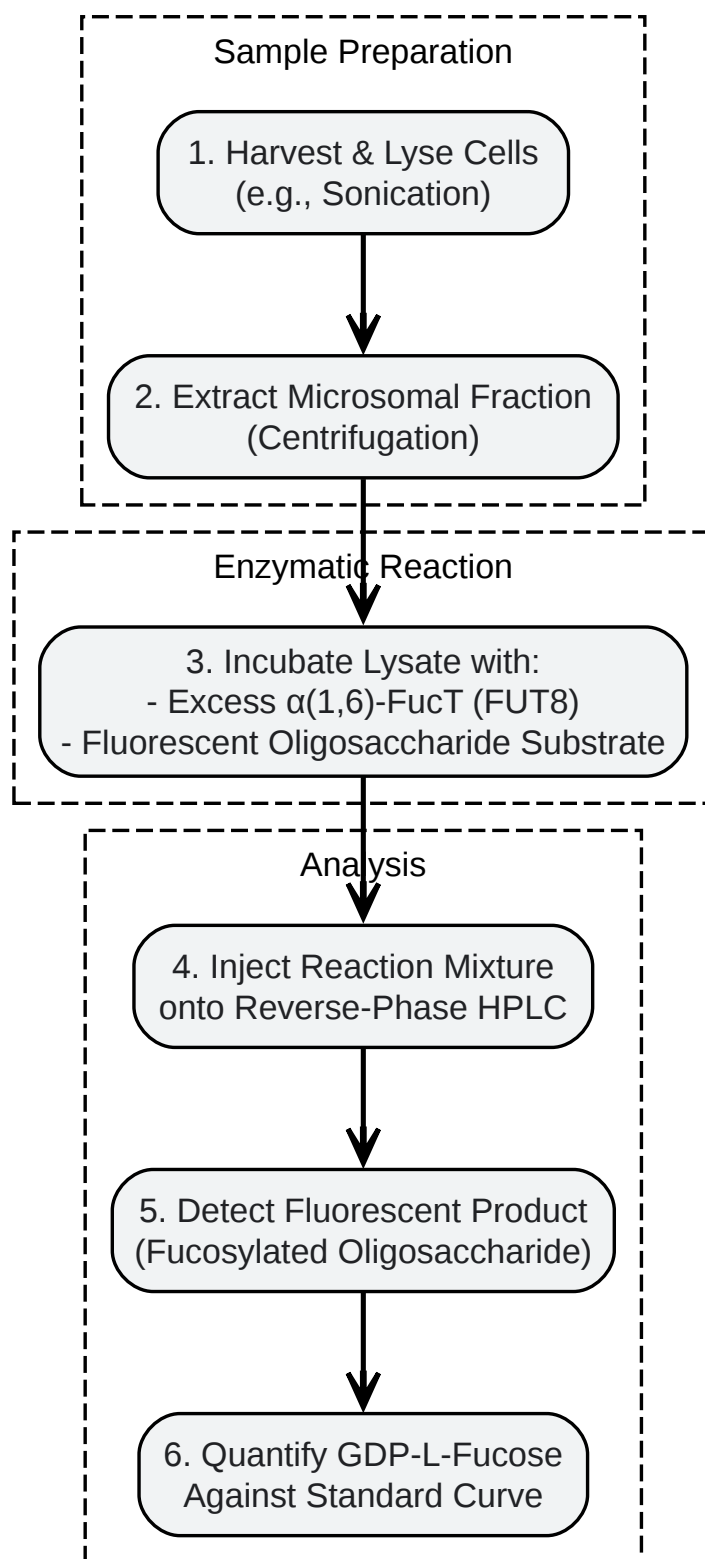 Sample Preparation
1. Harvest & Lyse Cells
(e.g., Sonication)
2. Extract Microsomal Fraction
(Centrifugation)
Enzymatic Reaction
3. Incubate Lysate with:
- Excess α(1,6)-FucT (FUT8)
- Fluorescent Oligosaccharide Substrate
Analysis
4. Inject Reaction Mixture
onto Reverse-Phase HPLC
5. Detect Fluorescent Product
(Fucosylated Oligosaccharide)
6. Quantify GDP-L-Fucose
Against Standard Curve